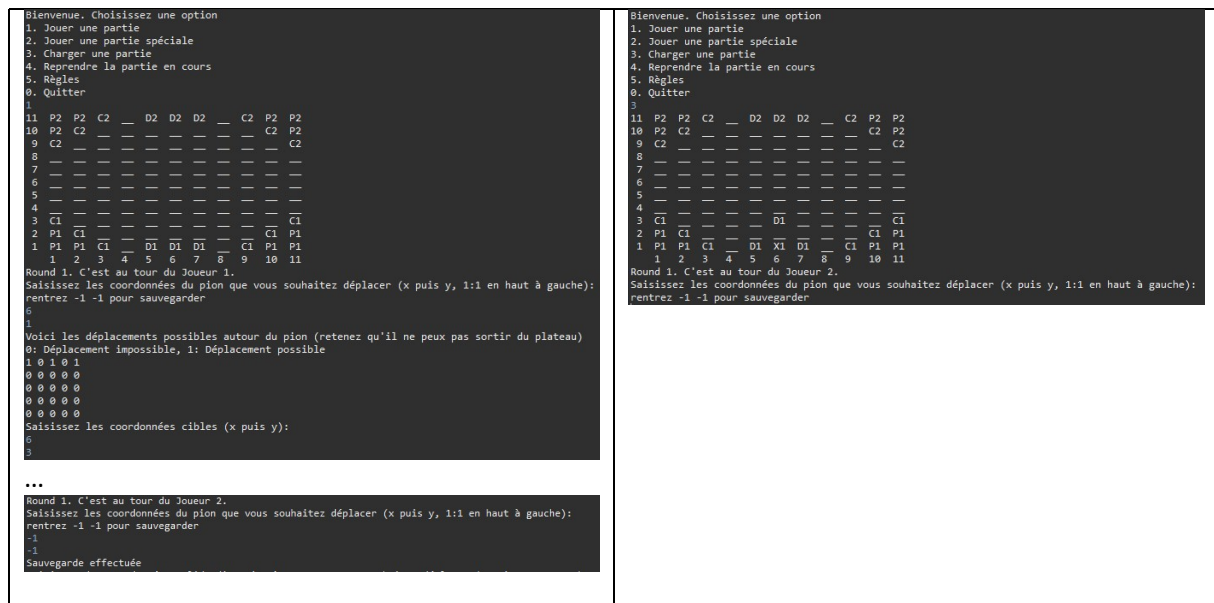 Bienvenue. Choisissez une option
1. Jouer une partie
2. Jouer une partie spéciale
3. Charger une partie
4. Reprendre la partie en cours
5. Règles
0. Quitter
1
11 P2 P2 C2 __ D2 D2 D2 __ C2 P2 P2
10 P2 C2 __ __ __ __ __ __ __ C2 P2
9 C2 __ __ __ __ __ __ __ __ __ C2
8 __ __ __ __ __ __ __ __ __ __ __
7 __ __ __ __ __ __ __ __ __ __ __
6 __ __ __ __ __ __ __ __ __ __ __
5 __ __ __ __ __ __ __ __ __ __ __
4 __ __ __ __ __ __ __ __ __ __ __
3 C1 __ __ __ __ __ __ __ __ __ C1
2 P1 C1 __ __ __ __ __ __ __ C1 P1
1 P1 P1 C1 __ D1 D1 D1 __ C1 P1 P1
1 2 3 4 5 6 7 8 9 10 11
Round 1. C'est au tour du Joueur 1.
Saisissez les coordonnées du pion que vous souhaitez déplacer (x puis y, 1:1 en haut à gauche):
rentrez -1 -1 pour sauvegarder
6
1
Voici les déplacements possibles autour du pion (retenez qu'il ne peux pas sortir du plateau)
0: Déplacement impossible, 1: Déplacement possible
1 0 1 0 1
0 0 0 0 0
0 0 0 0 0
0 0 0 0 0
0 0 0 0 0
Saisissez les coordonnées cibles (x puis y):
6
3
...
Round 1. C'est au tour du Joueur 2.
Saisissez les coordonnées du pion que vous souhaitez déplacer (x puis y, 1:1 en haut à gauche):
rentrez -1 -1 pour sauvegarder
-1
-1
Sauvegarde effectuée
Bienvenue. Choisissez une option
1. Jouer une partie
2. Jouer une partie spéciale
3. Charger une partie
4. Reprendre la partie en cours
5. Règles
0. Quitter
3
11 P2 P2 C2 __ D2 D2 D2 __ C2 P2 P2
10 P2 C2 __ __ __ __ __ __ __ C2 P2
9 C2 __ __ __ __ __ __ __ __ __ C2
8 __ __ __ __ __ __ __ __ __ __ __
7 __ __ __ __ __ __ __ __ __ __ __
6 __ __ __ __ __ __ __ __ __ __ __
5 __ __ __ __ __ __ __ __ __ __ __
4 __ __ __ __ __ __ __ __ __ __ __
3 C1 __ __ __ __ D1 __ __ __ __ C1
2 P1 C1 __ __ __ __ __ __ __ C1 P1
1 P1 P1 C1 __ D1 X1 D1 __ C1 P1 P1
1 2 3 4 5 6 7 8 9 10 11
Round 1. C'est au tour du Joueur 2.
Saisissez les coordonnées du pion que vous souhaitez déplacer (x puis y, 1:1 en haut à gauche):
rentrez -1 -1 pour sauvegarder